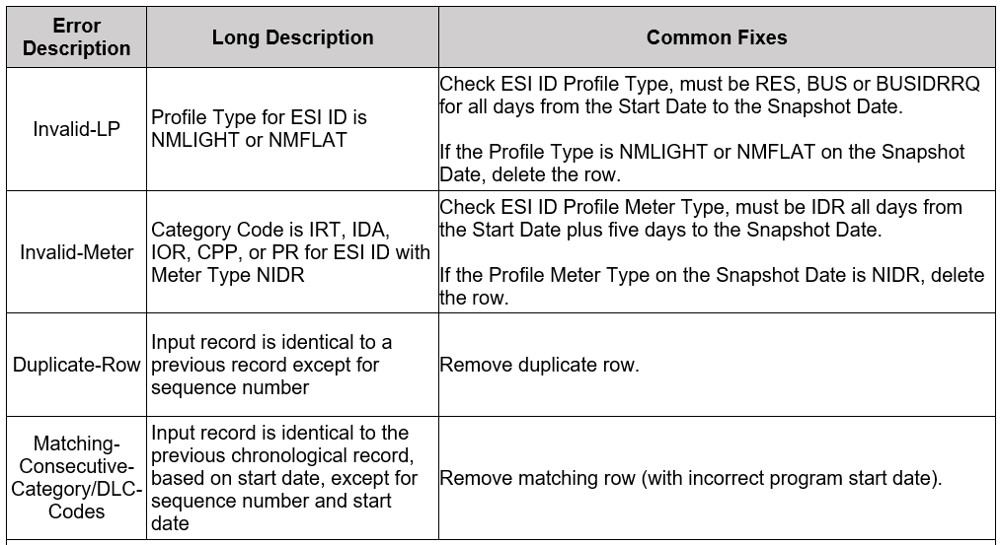 Error
Description
Long Description
Common Fixes
Invalid-LP
Profile Type for ESI ID is
NMLIGHT or NMFLAT
Check ESI ID Profile Type, must be RES, BUS or BUSIDRRQ
for all days from the Start Date to the Snapshot Date.
If the Profile Type is NMLIGHT or NMFLAT on the Snapshot
Date, delete the row.
Invalid-Meter
Category Code is IRT, IDA,
IOR, CPP, or PR for ESI ID with
Meter Type NIDR
Check ESI ID Profile Meter Type, must be IDR all days from
the Start Date plus five days to the Snapshot Date.
If the Profile Meter Type on the Snapshot Date is NIDR, delete
the row.
Duplicate-Row
Input record is identical to a
previous record except for
sequence number
Remove duplicate row.
Matching-
Consecutive-
Category/DLC-
Codes
Input record is identical to the
previous chronological record,
based on start date, except for
sequence number and start
date
Remove matching row (with incorrect program start date).